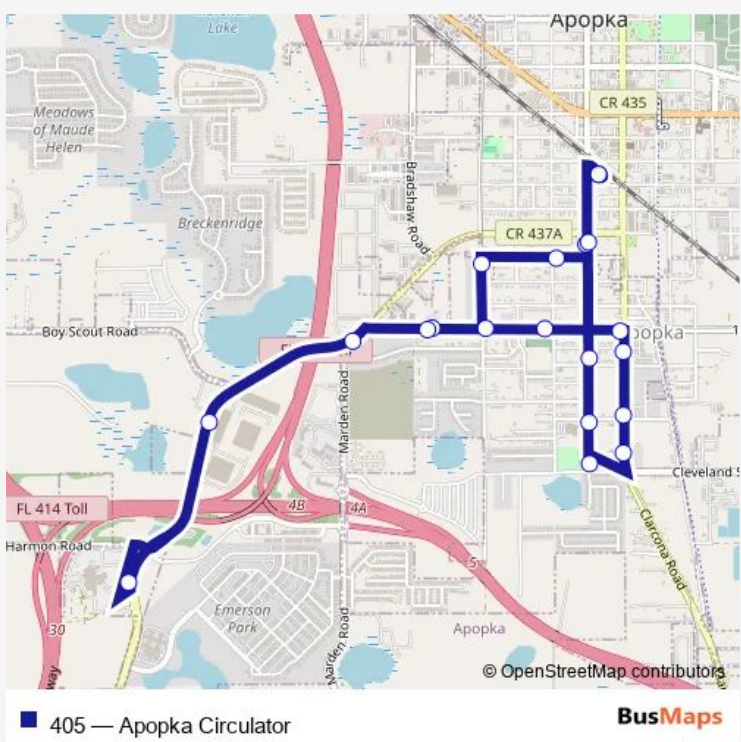 Lake
Apopka
CR 435
Meadows
of Maude
Helen
Bradshaw Road
Breckenridge
CR 437A
Boy Scout Road
Marden Road
Cleveland S
FL 414 Toll
4B
4A
Harmon Road
Clarcona Road
5
Emerson
Park
30
Apopka
Marden Road
© OpenStreetMap contributors
405 — Apopka Circulator
BusMaps